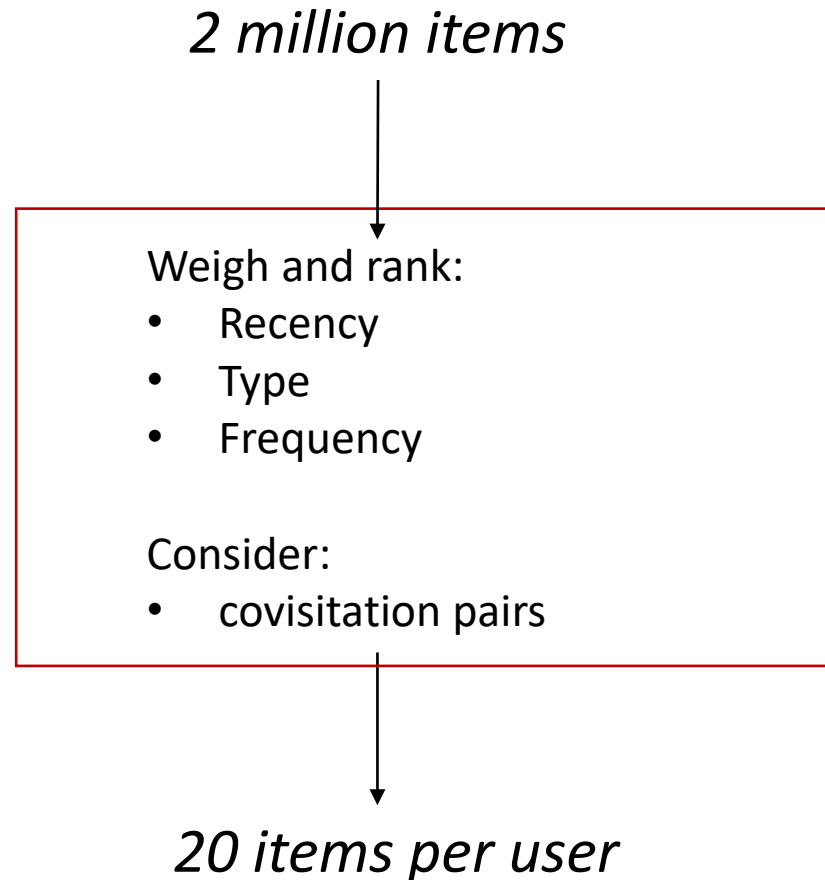 2 million items
Weigh and rank:
• Recency
• Type
• Frequency
Consider:
• covisitation pairs
20 items per user